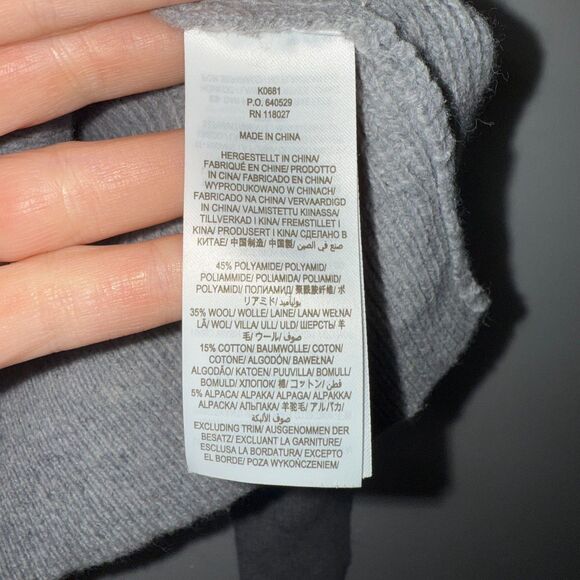 K0681
P.O. 640529
RN 118027
MADE IN CHINA
HERGESTELLT IN CHINA/
FABRIQUÉ EN CHINE/ PRODOTTO
IN CINA/ FABRICADO EN CHINA/
WYPRODUKOWANO W CHINACH/
FABRICADO NA CHINA/ VERVAARDIGD
IN CHINA/ VALMISTETTU KIINASSA/
TILLVERKAD I KINA/ FREMSTILLET I
KINA/ PRODUSERT I KINA/ СДЕЛАНО В
КИТАЕ/ 中国制造/ 中国製/ صنع في الصين/
45% POLYAMIDE/ POLYAMID/
POLIAMMIDE/ POLIAMIDA/ POLIAMID/
POLYAMIDI/ ПОЛИАМИД/ 聚酰胺纤维/ ポ
リアミド/ بوليأميد/
35% WOOL/ WOLLE/ LAINE/ LANA/ WEŁNA/
LÃ/ WOL/ VILLA/ ULL/ ULD/ ШЕРСТЬ/ 羊
毛/ ウール/ صوف/
15% COTTON/ BAUMWOLLE/ COTON/
COTONE/ ALGODÓN/ BAWEŁNA/
ALGODÃO/ KATOEN/ PUUVILLA/ BOMULL/
BOMULD/ ХЛОПОК/ 棉/ コットン/ قطن/
5% ALPACA/ ALPAKA/ ALPAGA/ ALPAKKA/
ALPACKA/ АЛЬПАКА/ 羊驼毛/ アルパカ/
صوف الألبكة/
EXCLUDING TRIM/ AUSGENOMMEN DER
BESATZ/ EXCLUANT LA GARNITURE/
ESCLUSA LA BORDATURA/ EXCEPTO
EL BORDE/ POZA WYKOŃCZENIEM/